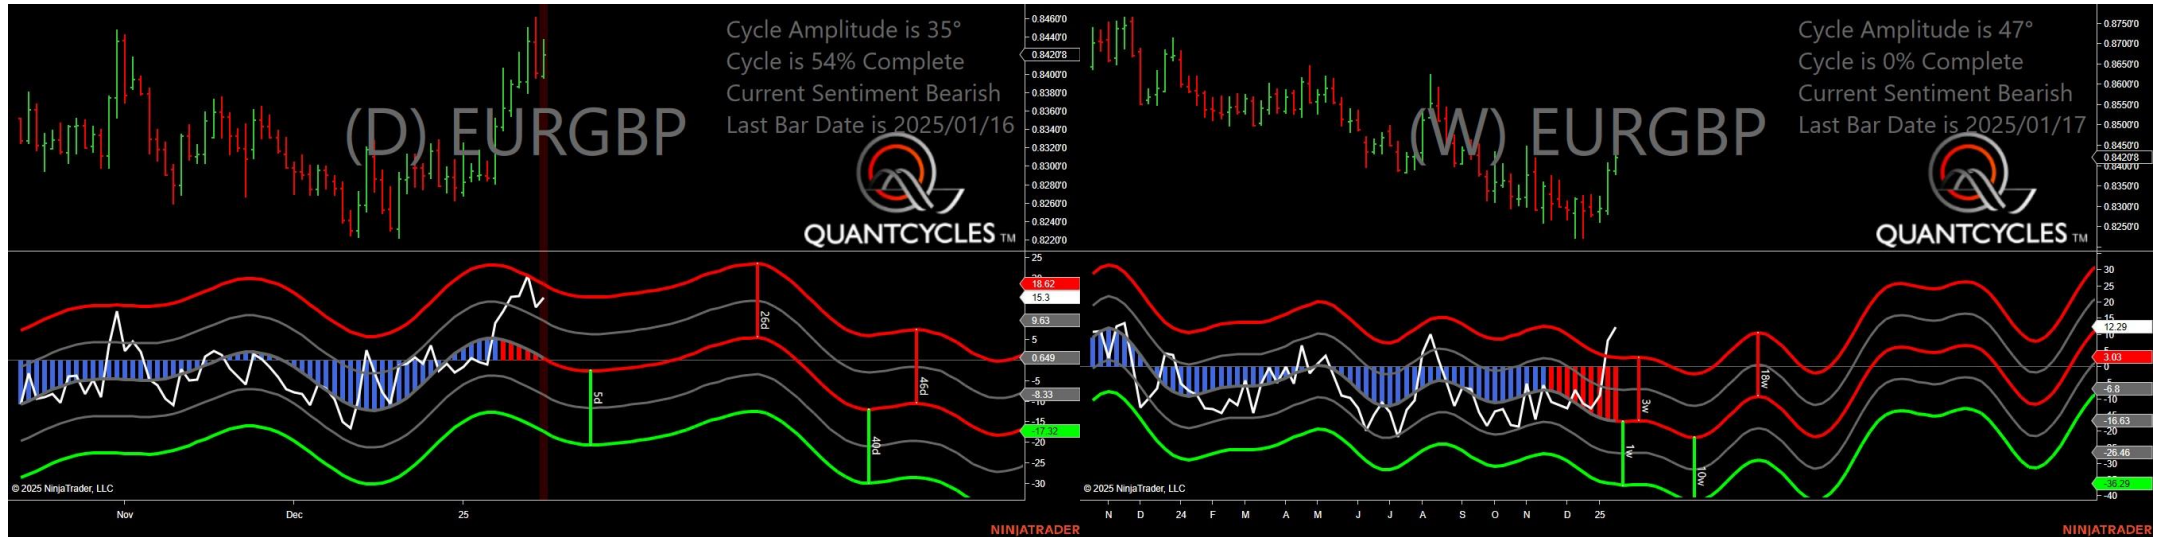 Cycle Amplitude is 35°
Cycle is 54% Complete
Current Sentiment Bearish
Last Bar Date is 2025/01/16
(D) EURGBP
QUANTCYCLES TM
0.8460'0
0.8440'0
0.8420'8
0.8400'0
0.8380'0
0.8360'0
0.8340'0
0.8320'0
0.8300'0
0.8280'0
0.8260'0
0.8240'0
0.8220'0
25
18.62
15.3
9.63
5
0.649
-5
-8.33
-15
-17.32
-20
-25
-30
26d
5d
46d
40d
© 2025 NinjaTrader, LLC
Nov
Dec
25
NINJATRADER
Cycle Amplitude is 47°
Cycle is 0% Complete
Current Sentiment Bearish
Last Bar Date is 2025/01/17
(W) EURGBP
QUANTCYCLES TM
0.8750'0
0.8700'0
0.8650'0
0.8600'0
0.8550'0
0.8500'0
0.8450'0
0.8420'8
0.8400'0
0.8350'0
0.8300'0
0.8250'0
30
25
20
15
12.29
10
5
3.03
-6.8
-10
-16.63
-20
-26.46
-30
-36.29
-40
3w
18w
1w
10w
© 2025 NinjaTrader, LLC
N D 24 F M A M J J A S O N D 25
NINJATRADER